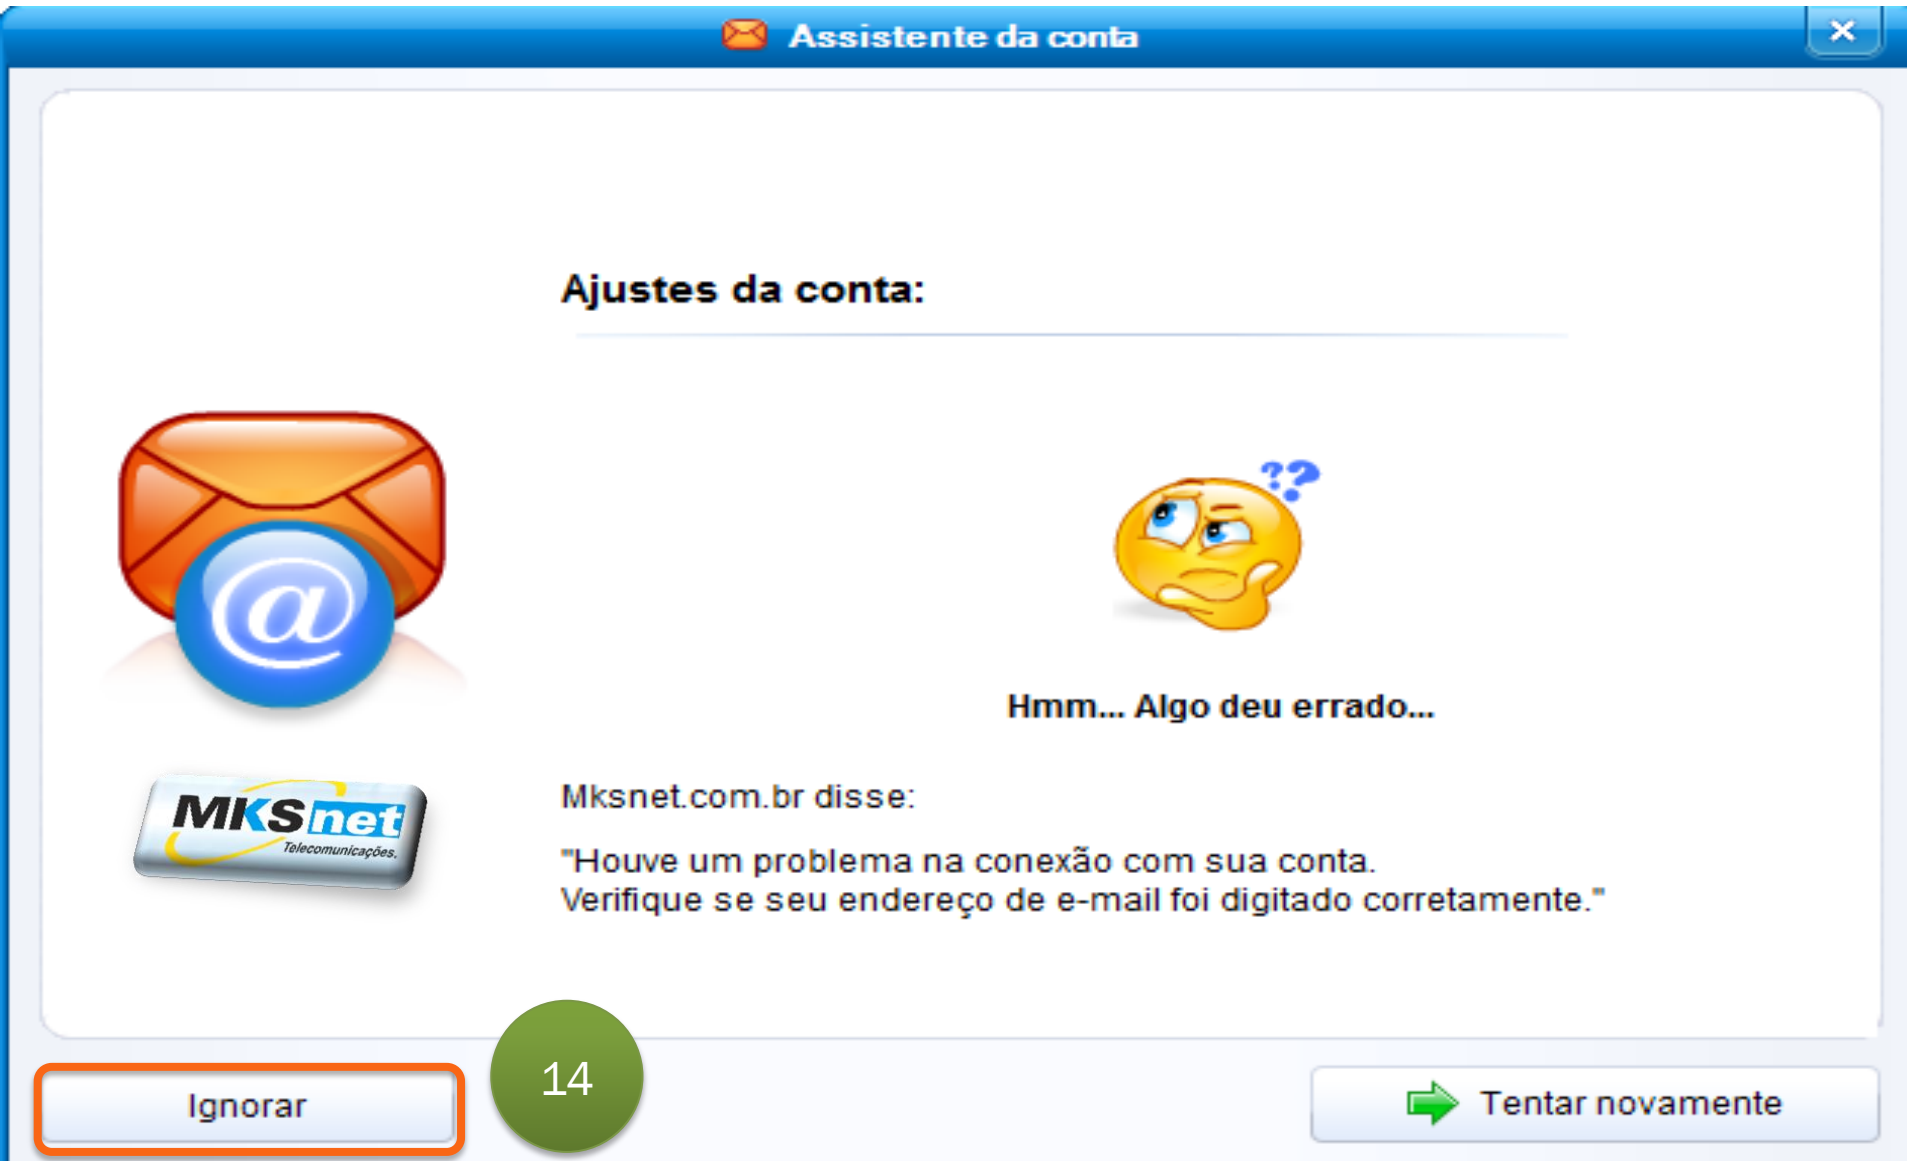 Assistente da conta
Ajustes da conta:
??
@
Hmm... Algo deu errado...
MKSnet
Telecomunicações.
Mksnet.com.br disse:
"Houve um problema na conexão com sua conta.
Verifique se seu endereço de e-mail foi digitado corretamente."
Ignorar
14
Tentar novamente